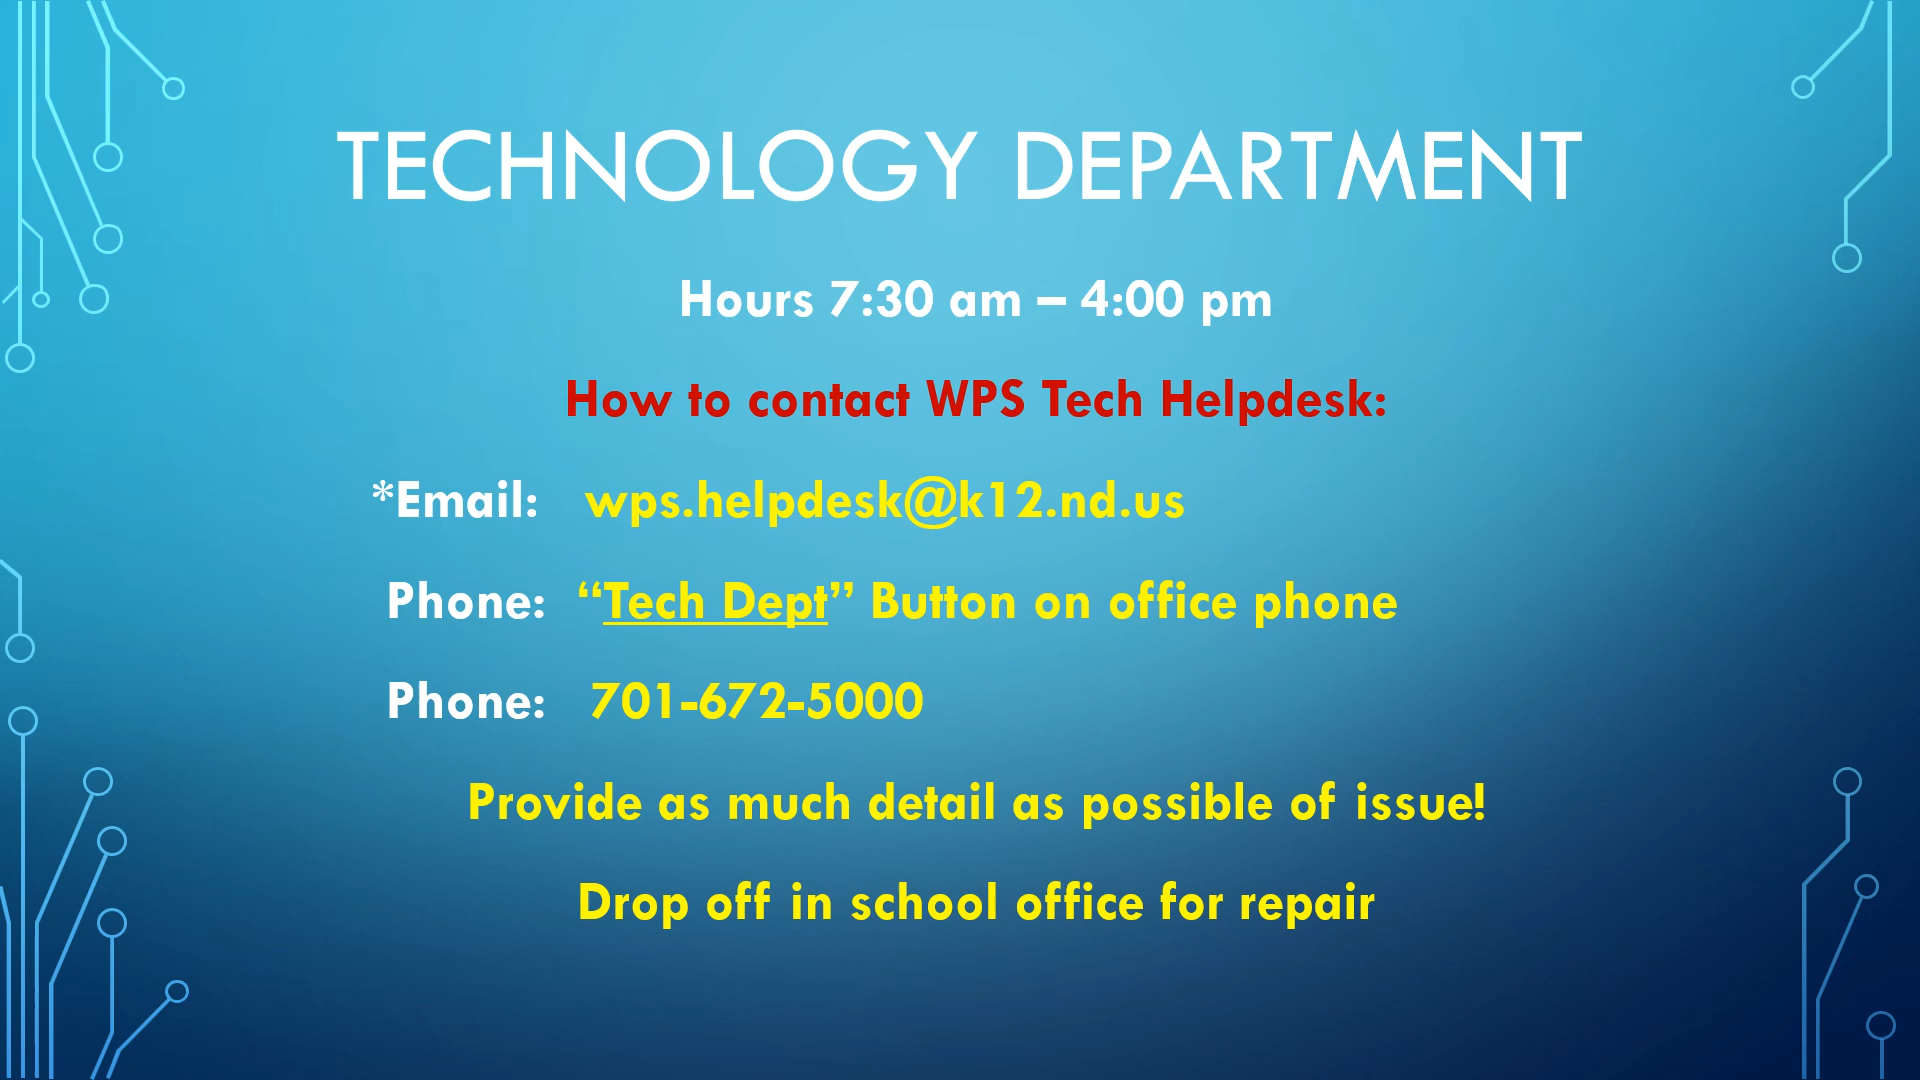 TECHNOLOGY DEPARTMENT
Hours 7:30 am – 4:00 pm
How to contact WPS Tech Helpdesk:
*Email: wps.helpdesk@k12.nd.us
Phone: “Tech Dept” Button on office phone
Phone: 701-672-5000
Provide as much detail as possible of issue!
Drop off in school office for repair